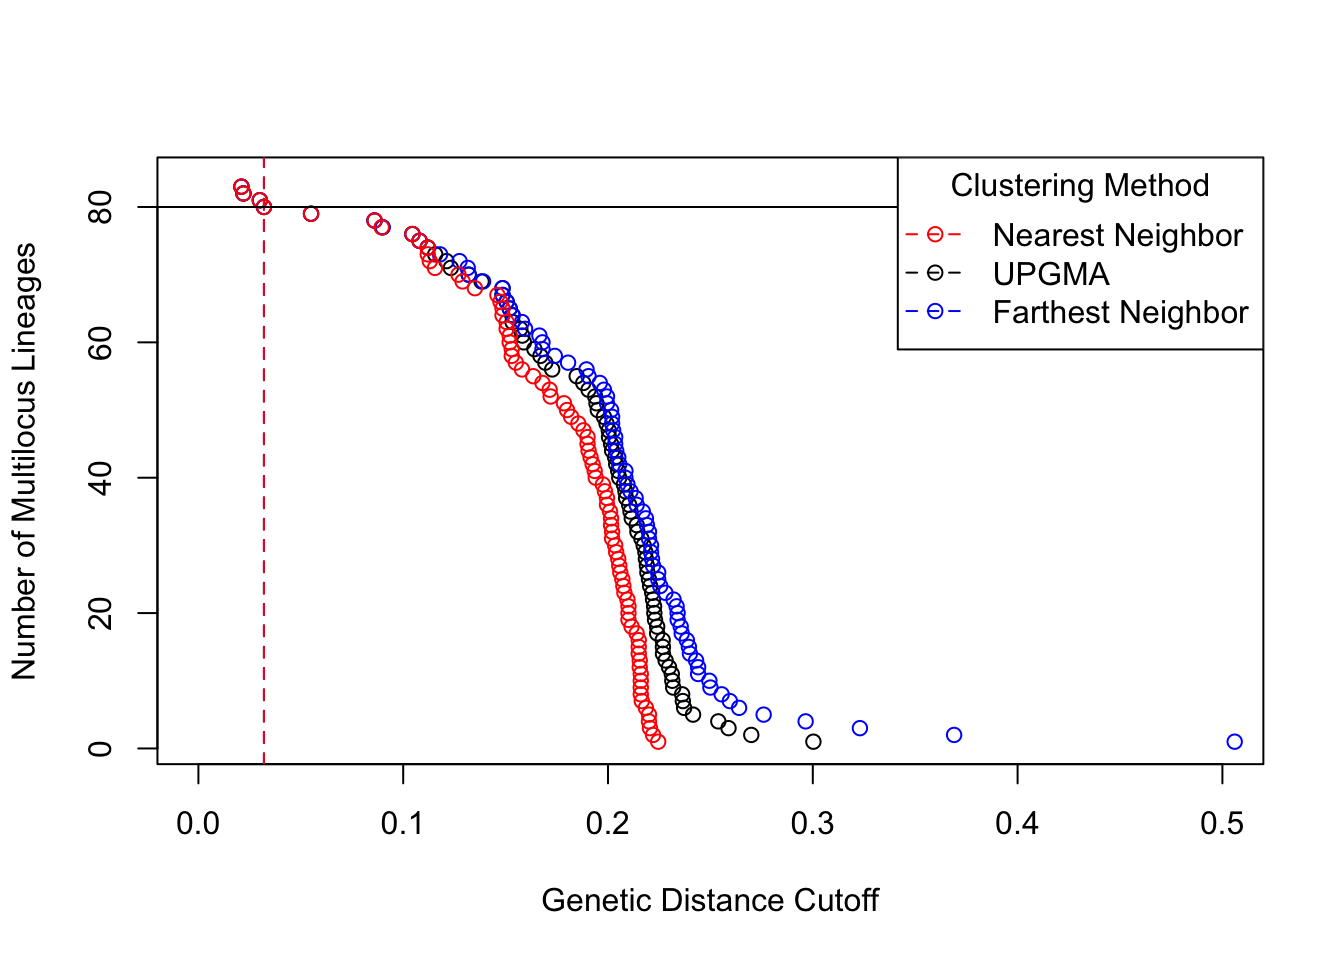 Clustering Method
Nearest Neighbor
UPGMA
Farthest Neighbor
Number of Multilocus Lineages
80
60
40
20
0
0.0 0.1 0.2 0.3 0.4 0.5
Genetic Distance Cutoff